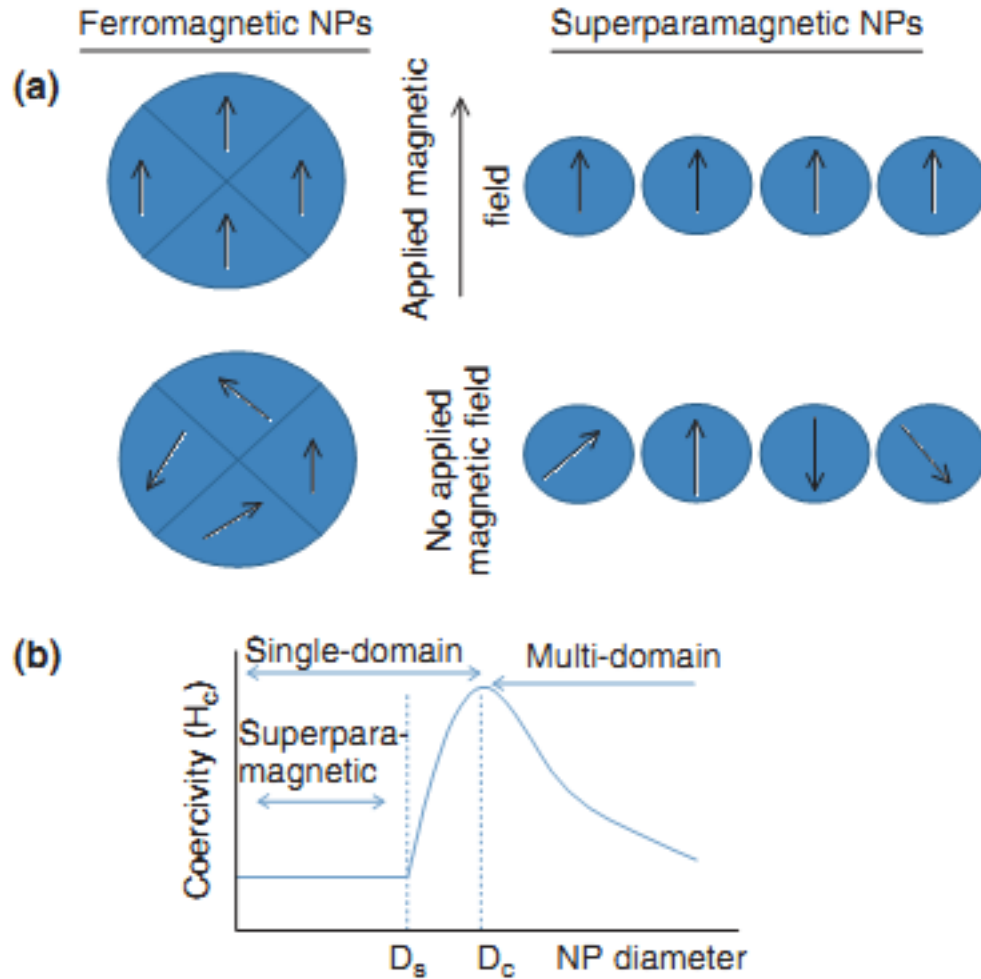 Ferromagnetic NPs
Superparamagnetic NPs
(a)
Applied magnetic
field
No applied
magnetic field
(b)
Single-domain
Multi-domain
Superpara-
magnetic
Coercivity (Hc)
Ds
Dc
NP diameter